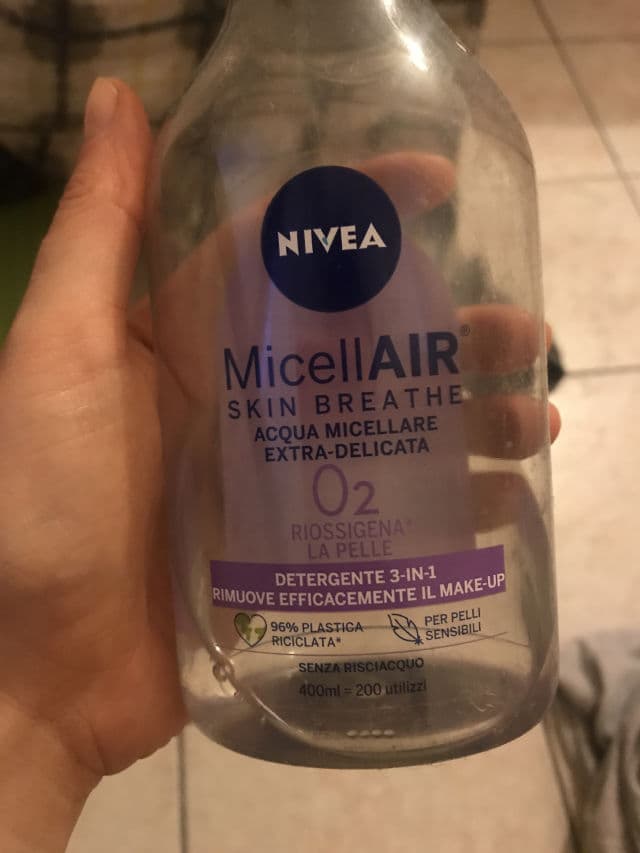 NIVEA
MicellAIR®
SKIN BREATHE
ACQUA MICELLARE
EXTRA-DELICATA
O2
RIOSSIGENA*
LA PELLE
DETERGENTE 3-IN-1
RIMUOVE EFFICACEMENTE IL MAKE-UP
96% PLASTICA
RICICLATA*
PER PELLI
SENSIBILI
SENZA RISCIACQUO
400ml = 200 utilizzi